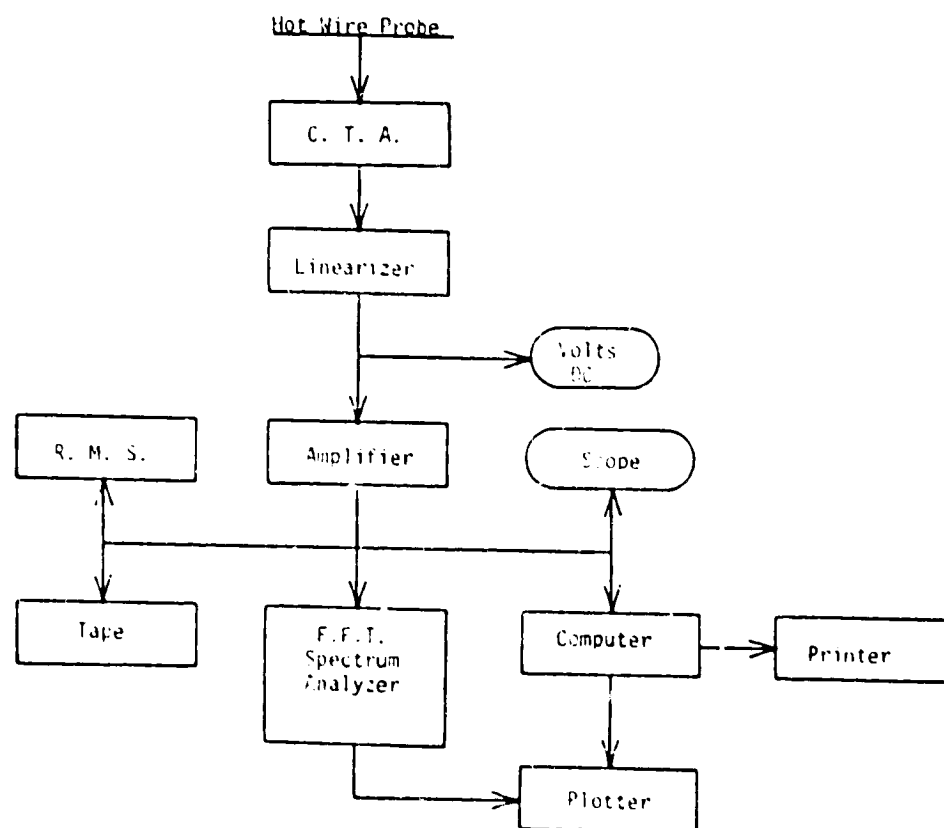 Hot Wire Probe
C. T. A.
Linearizer
Volts
DC
R. M. S.
Amplifier
Scope
Tape
F.F.T.
Spectrum
Analyzer
Computer
Printer
Plotter